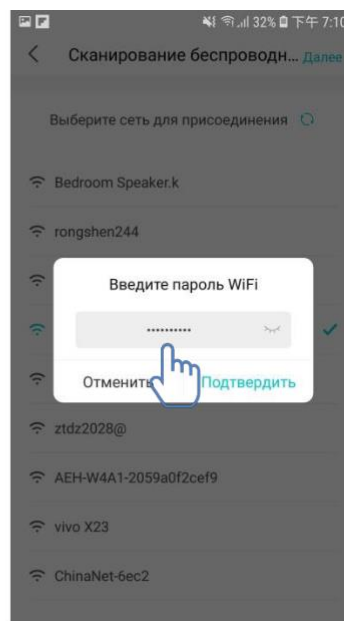 32% 下午 7:10
Сканирование беспроводн... Далее
Выберите сеть для присоединения
Bedroom Speaker.k
rongshen244
Введите пароль WiFi
••••••••••
Отменить Подтвердить
ztdz2028@
AEH-W4A1-2059a0f2cef9
vivo X23
ChinaNet-6ec2